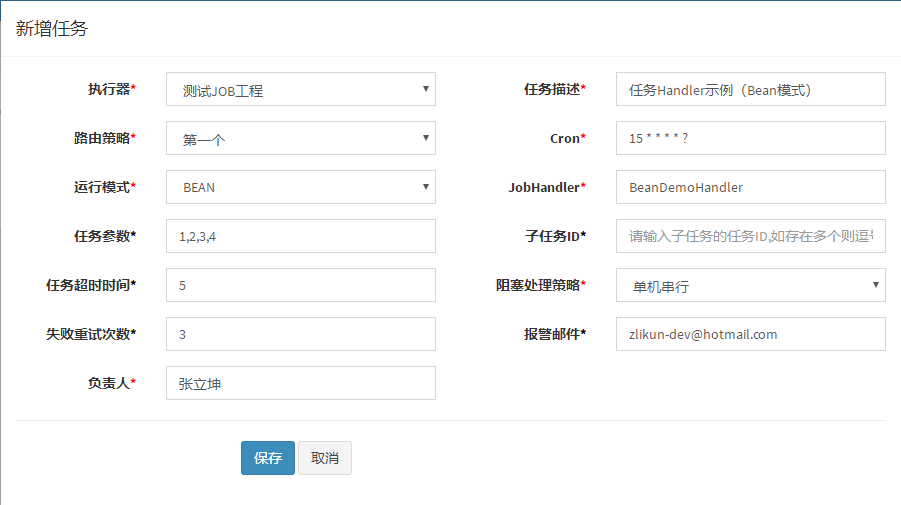 新增任务
执行器* 测试JOB工程 任务描述* 任务Handler示例（Bean模式）
路由策略* 第一个 Cron* 15 * * * * ?
运行模式* BEAN JobHandler* BeanDemoHandler
任务参数* 1,2,3,4 子任务ID* 请输入子任务的任务ID,如存在多个则逗
任务超时时间* 5 阻塞处理策略* 单机串行
失败重试次数* 3 报警邮件* zlikun-dev@hotmail.com
负责人* 张立坤
保存 取消